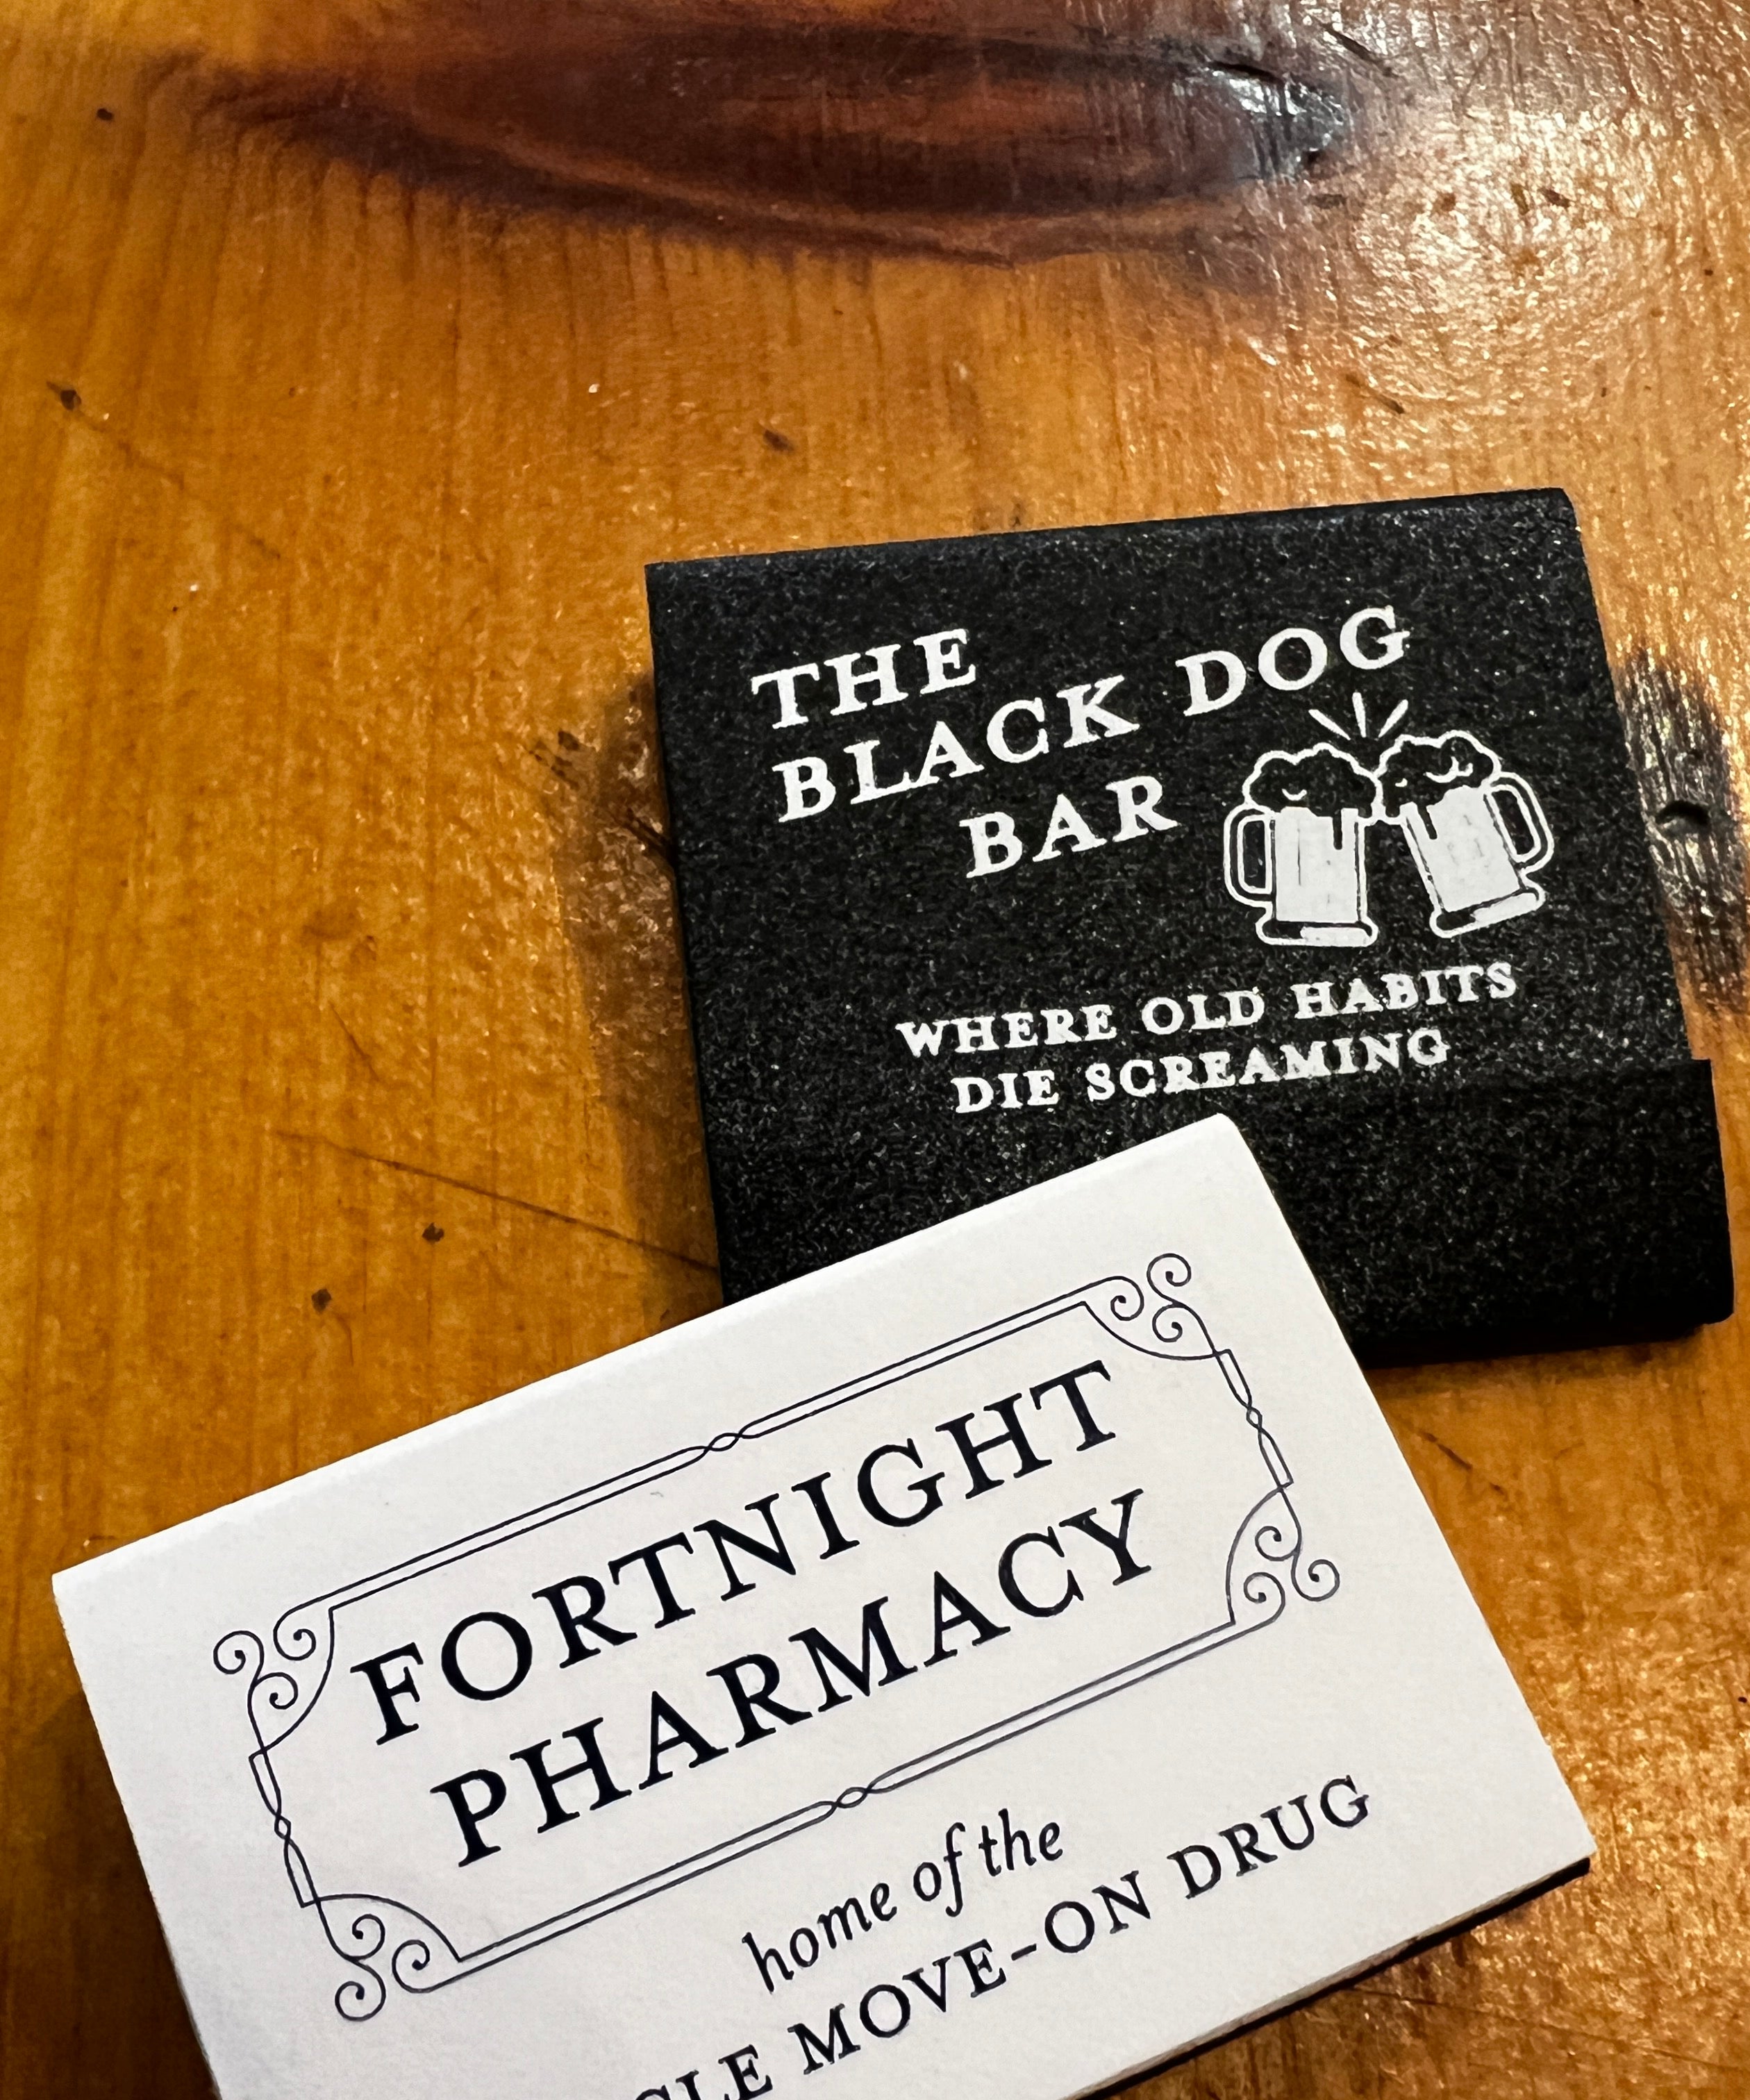 THE
BLACK DOG
BAR
WHERE OLD HABITS
DIE SCREAMING
FORTNIGHT
PHARMACY
home of the
MOVE-ON DRUG